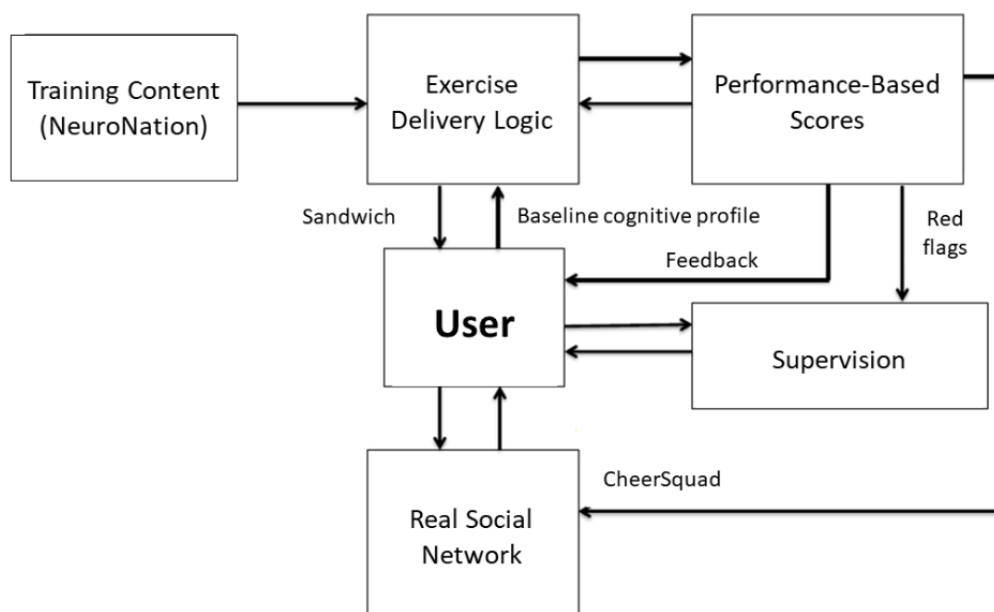 Training Content
(NeuroNation)
Exercise
Delivery Logic
Performance-Based
Scores
Sandwich
Baseline cognitive profile
Red
flags
Feedback
User
Supervision
CheerSquad
Real Social
Network